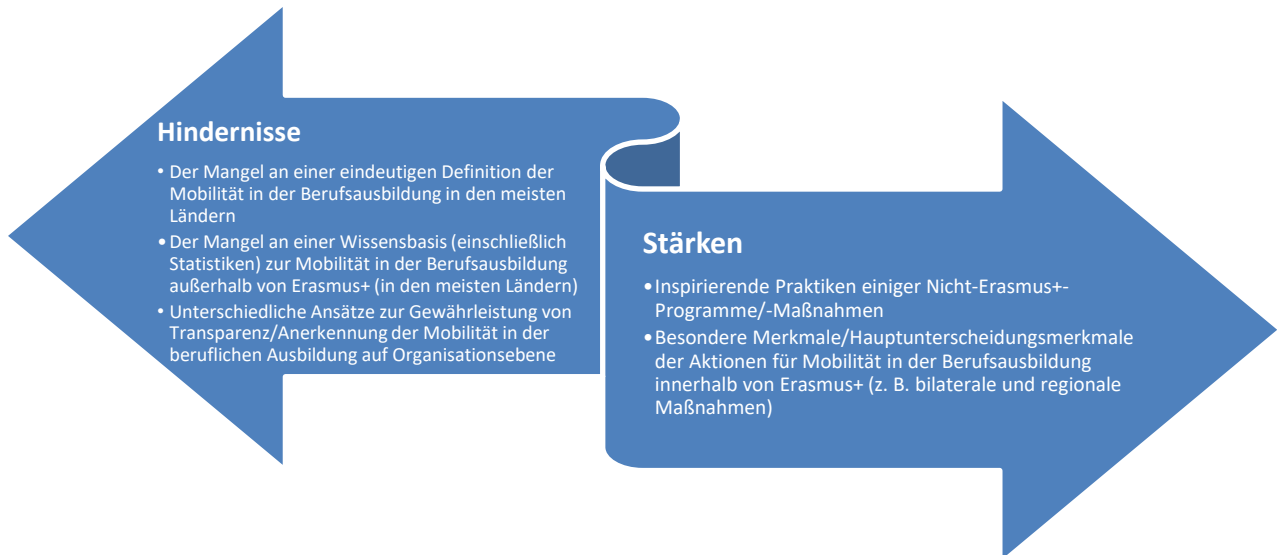 Hindernisse
• Der Mangel an einer eindeutigen Definition der
Mobilität in der Berufsausbildung in den meisten
Ländern
• Der Mangel an einer Wissensbasis (einschließlich
Statistiken) zur Mobilität in der Berufsausbildung
außerhalb von Erasmus+ (in den meisten Ländern)
• Unterschiedliche Ansätze zur Gewährleistung von
Transparenz/Anerkennung der Mobilität in der
beruflichen Ausbildung auf Organisationsebene
Stärken
• Inspirierende Praktiken einiger Nicht-Erasmus+-
Programme/-Maßnahmen
• Besondere Merkmale/Hauptunterscheidungsmerkmale
der Aktionen für Mobilität in der Berufsausbildung
innerhalb von Erasmus+ (z. B. bilaterale und regionale
Maßnahmen)